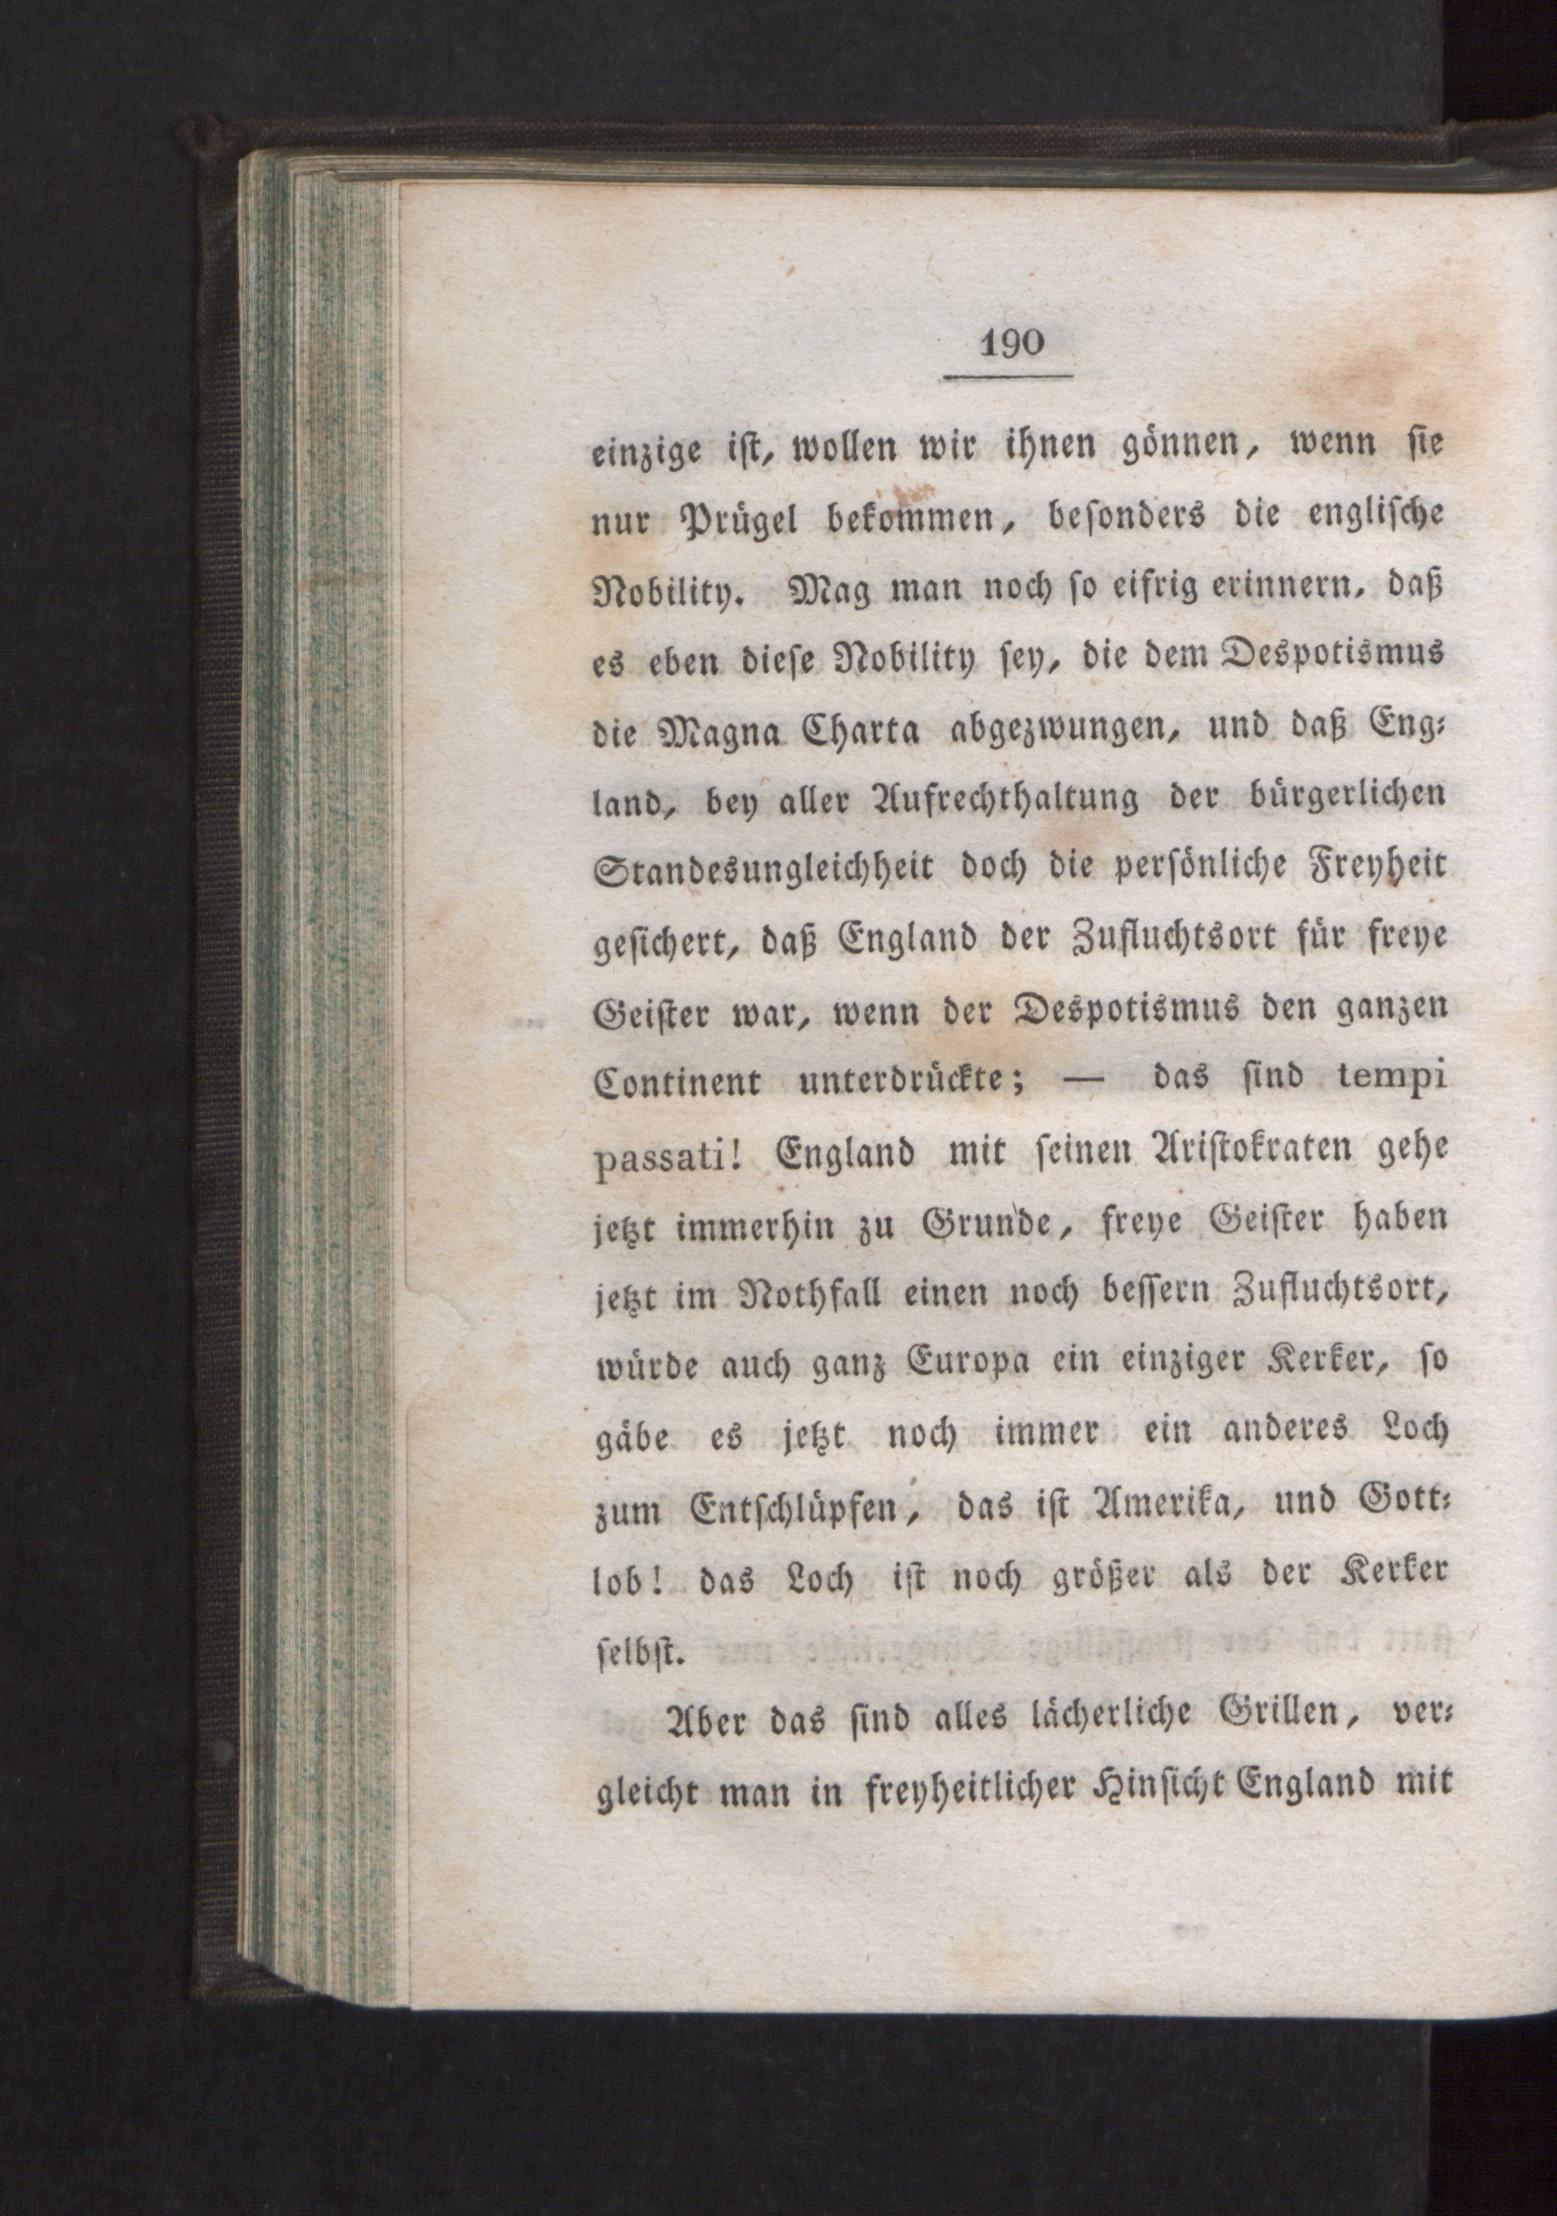 190
einzige iſt, wollen wir ihnen gönnen, wenn ſie
nur Prügel bekommen, beſonders die engliſche
Nobility. Mag man noch ſo eifrig erinnern, daß
es eben dieſe Nobility ſey, die dem Despotismus
die Magna Charta abgezwungen, und daß Eng⸗
land, bey aller Aufrechthaltung der bürgerlichen
Standesungleichheit doch die perſönliche Freyheit
geſichert, daß England der Zufluchtsort für freye
Geiſter war, wenn der Despotismus den ganzen
Continent unterdrückte; — das ſind tempi
passati! England mit ſeinen Ariſtokraten gehe
jetzt immerhin zu Grunde, freye Geiſter haben
jetzt im Nothfall einen noch beſſern Zufluchtsort,
würde auch ganz Europa ein einziger Kerker, ſo
gäbe es jetzt noch immer ein anderes Loch
zum Entſchlüpfen, das iſt Amerika, und Gott⸗
lob! das Loch iſt noch größer als der Kerker
ſelbſt.
Aber das ſind alles lächerliche Grillen, ver⸗
gleicht man in freyheitlicher Hinſicht England mit